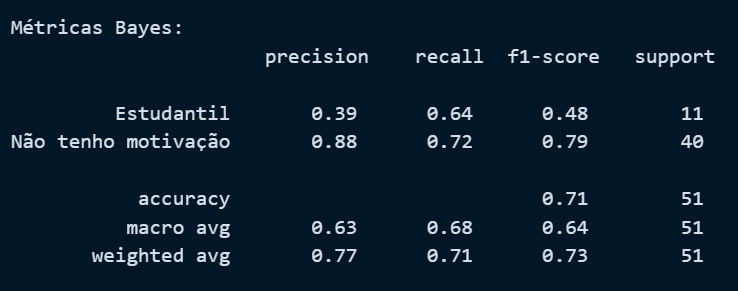 Métricas Bayes:
precision recall f1-score support
Estudantil 0.39 0.64 0.48 11
Não tenho motivação 0.88 0.72 0.79 40
accuracy 0.71 51
macro avg 0.63 0.68 0.64 51
weighted avg 0.77 0.71 0.73 51